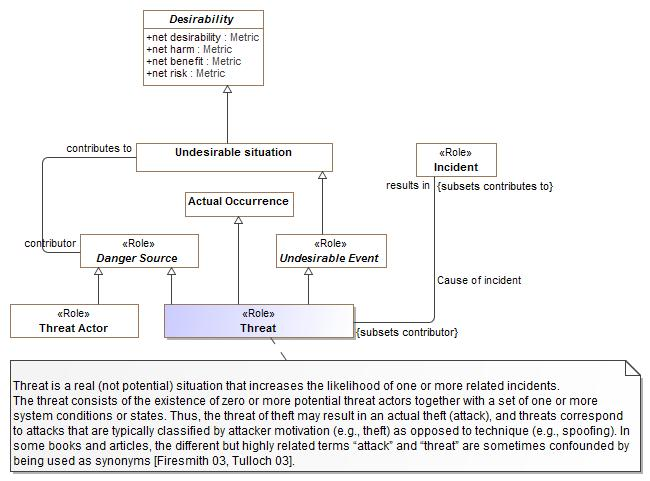 Desirability
+net desirability : Metric
+net harm : Metric
+net benefit : Metric
+net risk : Metric
contributes to
Undesirable situation
«Role»
Incident
results in
{subsets contributes to}
Actual Occurrence
contributor
«Role»
Danger Source
«Role»
Undesirable Event
Cause of incident
«Role»
Threat Actor
«Role»
Threat
{subsets contributor}
Threat is a real (not potential) situation that increases the likelihood of one or more related incidents.
The threat consists of the existence of zero or more potential threat actors together with a set of one or more
system conditions or states. Thus, the threat of theft may result in an actual theft (attack), and threats correspond
to attacks that are typically classified by attacker motivation (e.g., theft) as opposed to technique (e.g., spoofing). In
some books and articles, the different but highly related terms “attack” and “threat” are sometimes confounded by
being used as synonyms [Firesmith 03, Tulloch 03].